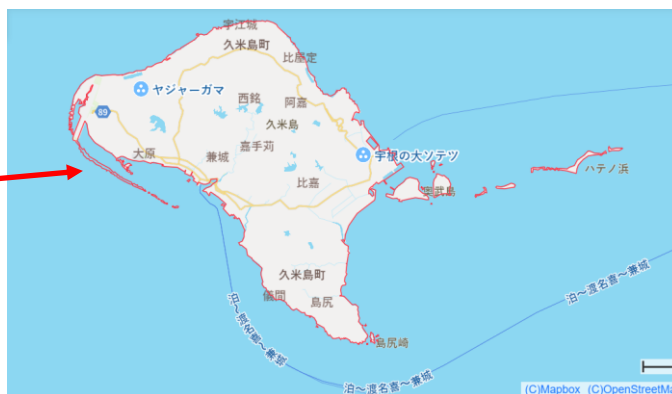 宇江城
久米島町
比屋定
ヤジャーガマ
89
西銘
阿嘉
久米島
宇根の大ソテツ
大原
兼城
嘉手苅
ハテノ浜
比嘉
奥武島
久米島町
儀間
島尻
島尻崎
泊～渡名喜～兼城
泊～渡名喜～兼城
泊～渡名喜～兼城
(C)Mapbox (C)OpenStreetMa